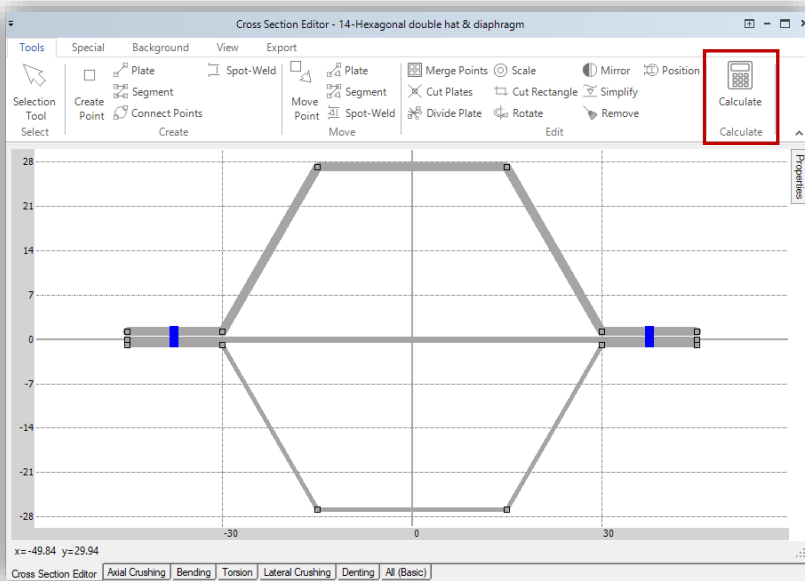 Cross Section Editor - 14-Hexagonal double hat & diaphragm
Tools Special Background View Export
Plate Spot-Weld Plate Merge Points Scale Mirror Position
Segment Segment Cut Plates Cut Rectangle Simplify
Selection Tool Create Point Connect Points Move Point Spot-Weld Divide Plate Rotate Remove Calculate
Select Create Move Edit Calculate
Properties
28
21
14
7
0
-7
-14
-21
-28
-30 0 30
x=-49.84 y=29.94
Cross Section Editor Axial Crushing Bending Torsion Lateral Crushing Denting All (Basic)